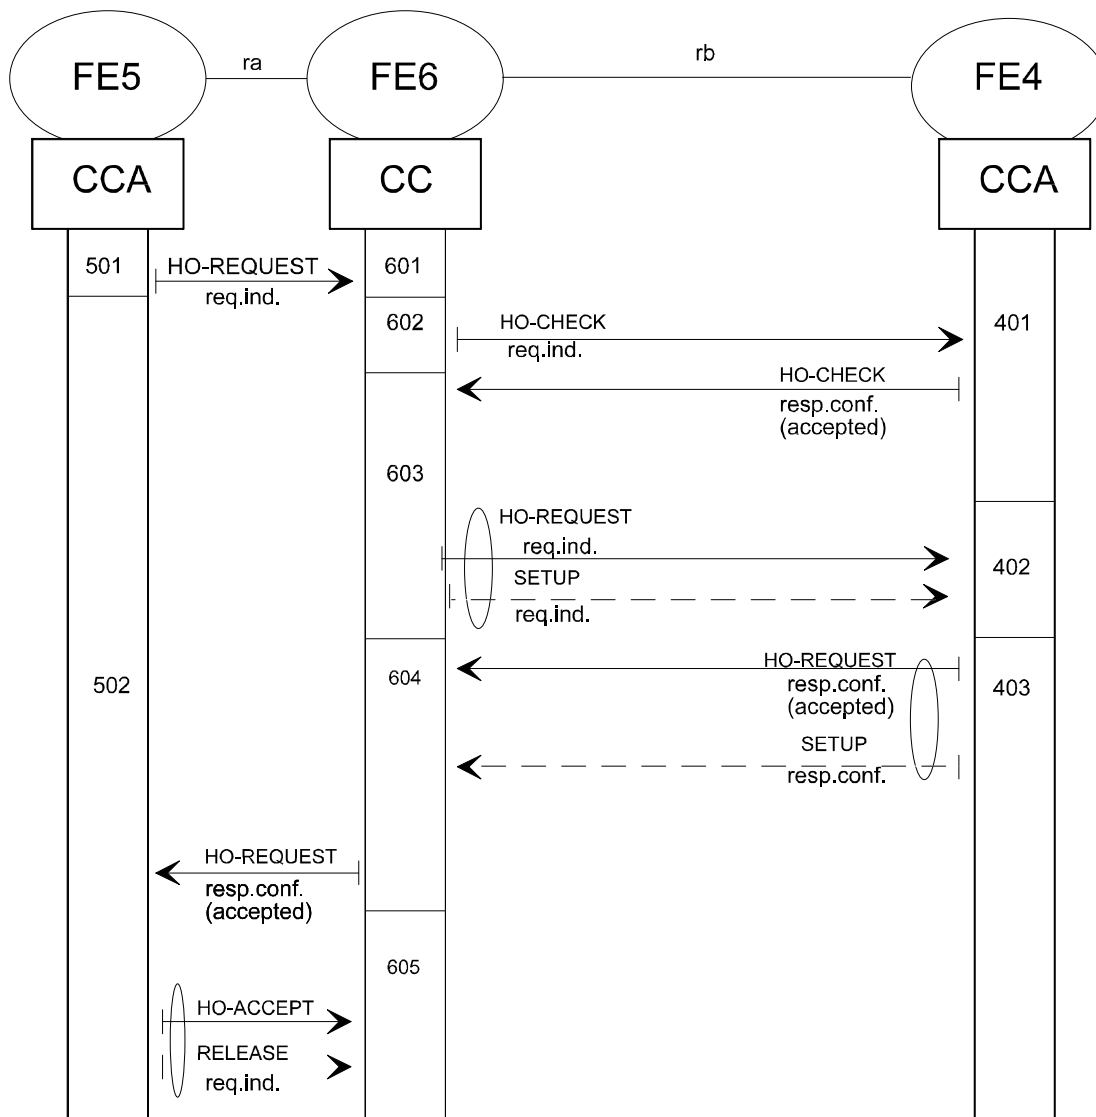 FE5
ra
FE6
rb
FE4
CCA
CC
CCA
501
HO-REQUEST
req.ind.
601
602
HO-CHECK
req.ind.
401
HO-CHECK
resp.conf.
(accepted)
603
HO-REQUEST
req.ind.
SETUP
req.ind.
402
502
604
HO-REQUEST
resp.conf.
(accepted)
403
SETUP
resp.conf.
HO-REQUEST
resp.conf.
(accepted)
605
HO-ACCEPT
RELEASE
req.ind.